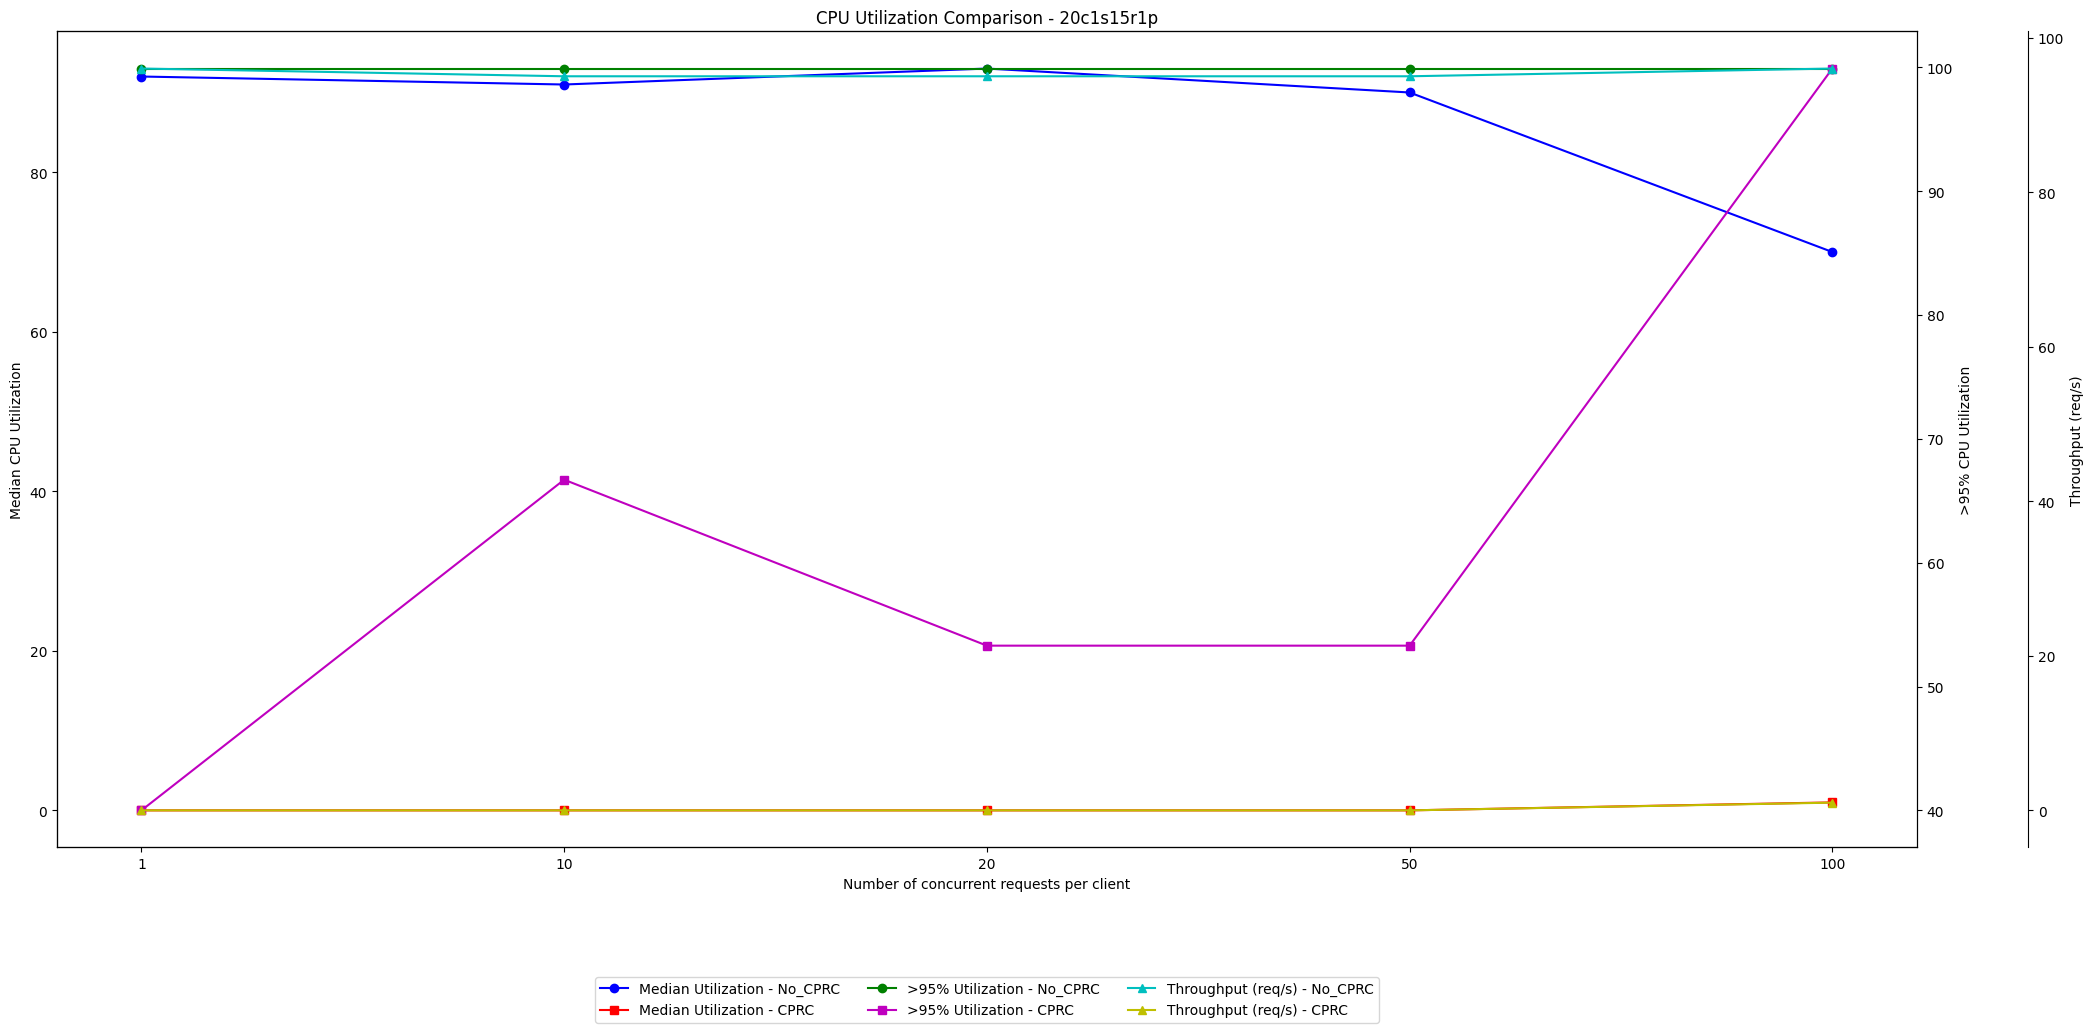 CPU Utilization Comparison - 20c1s15r1p
Median CPU Utilization
80
60
40
20
0
1 10 20 50 100
Number of concurrent requests per client
100
90
80
70
60
50
40
>95% CPU Utilization
100
80
60
40
20
0
Throughput (req/s)
Median Utilization - No_CPRC
Median Utilization - CPRC
>95% Utilization - No_CPRC
>95% Utilization - CPRC
Throughput (req/s) - No_CPRC
Throughput (req/s) - CPRC